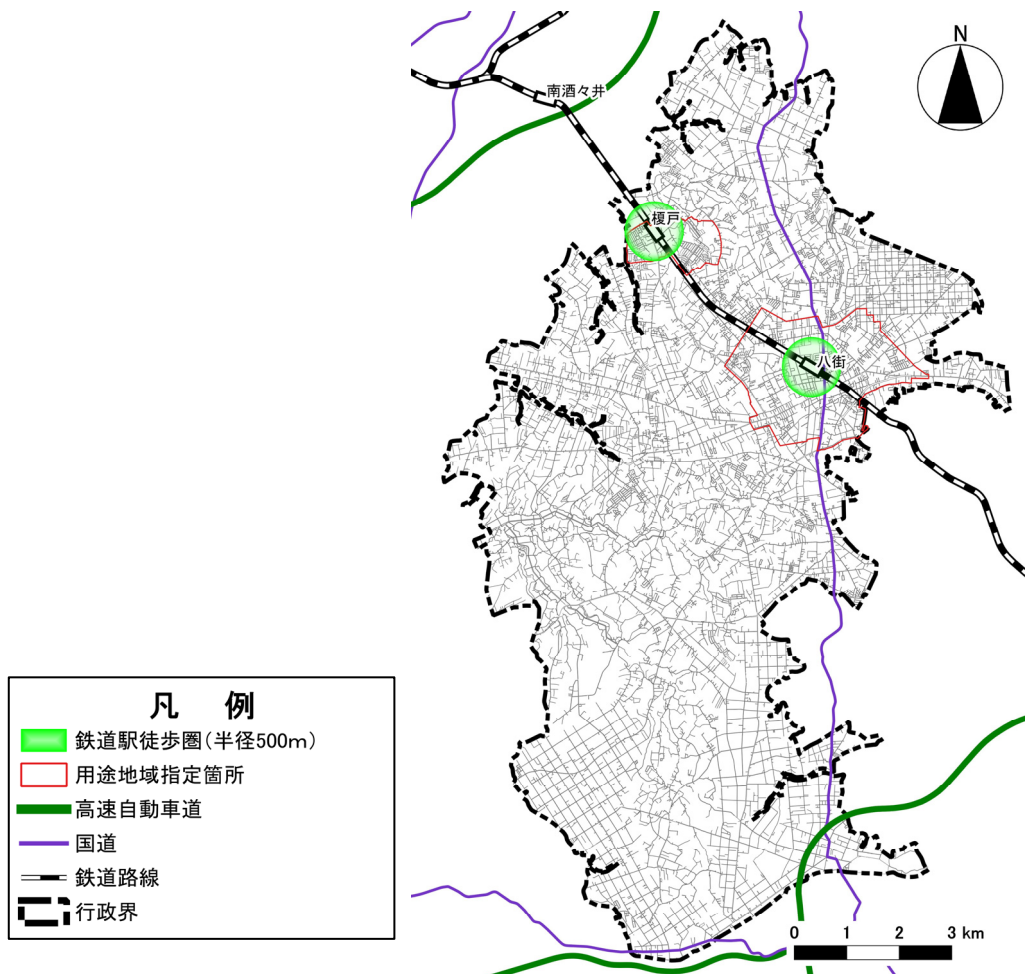 N
南酒々井
榎戸
八街
凡 例
鉄道駅徒歩圏(半径500m)
用途地域指定箇所
高速自動車道
国道
鉄道路線
行政界
0 1 2 3 km